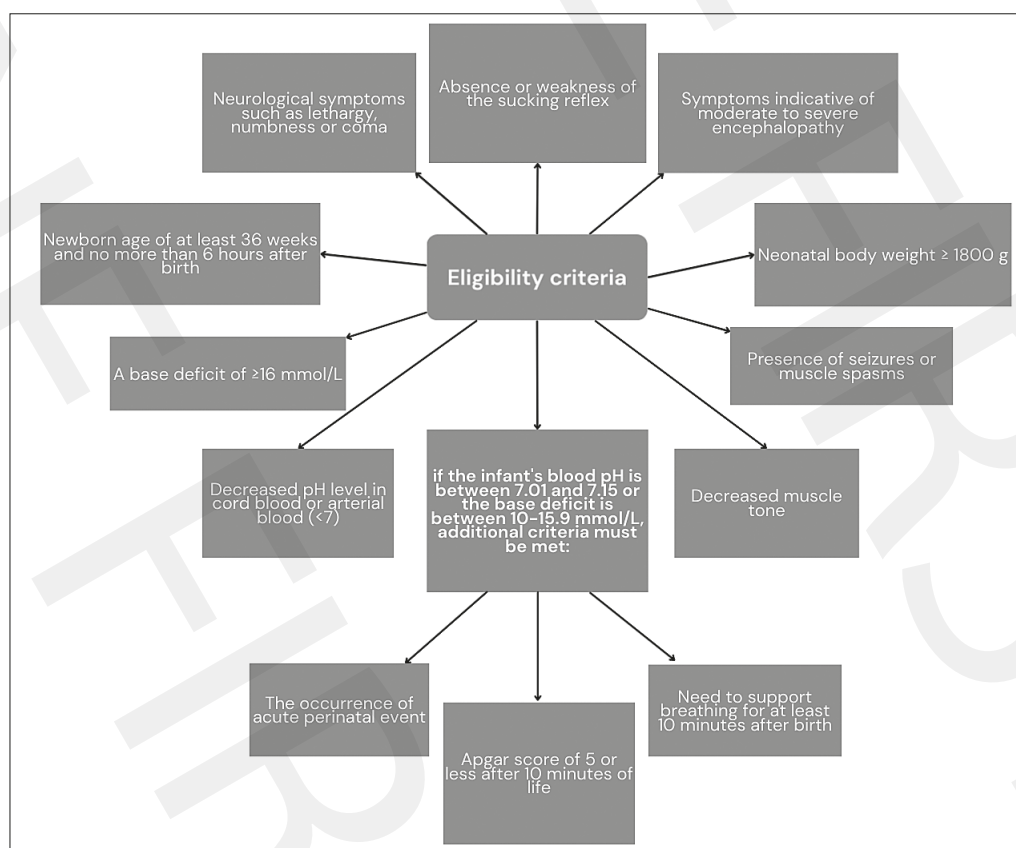 Absence or weakness of
the sucking reflex
Neurological symptoms
such as lethargy,
numbness or coma
Symptoms indicative of
moderate to severe
encephalopathy
Newborn age of at least 36 weeks
and no more than 6 hours after
birth
Eligibility criteria
Neonatal body weight ≥ 1800 g
A base deficit of ≥16 mmol/L
Presence of seizures or
muscle spasms
Decreased pH level in
cord blood or arterial
blood (<7)
if the infant's blood pH is
between 7.01 and 7.15 or
the base deficit is
between 10-15.9 mmol/L,
additional criteria must
be met:
Decreased muscle
tone
The occurrence of
acute perinatal event
Apgar score of 5 or
less after 10 minutes of
life
Need to support
breathing for at least
10 minutes after birth